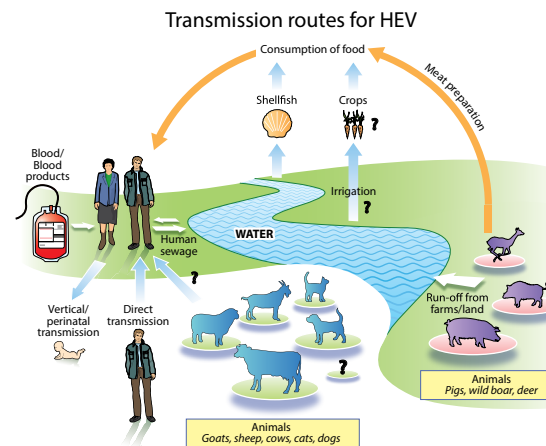 Transmission routes for HEV
Consumption of food
Meat preparation
Shellfish
Crops
?
Blood/
Blood
products
Irrigation
?
WATER
Human
sewage
?
Run-off from
farms/land
Vertical/
perinatal
transmission
Direct
transmission
?
Animals
Pigs, wild boar, deer
Animals
Goats, sheep, cows, cats, dogs